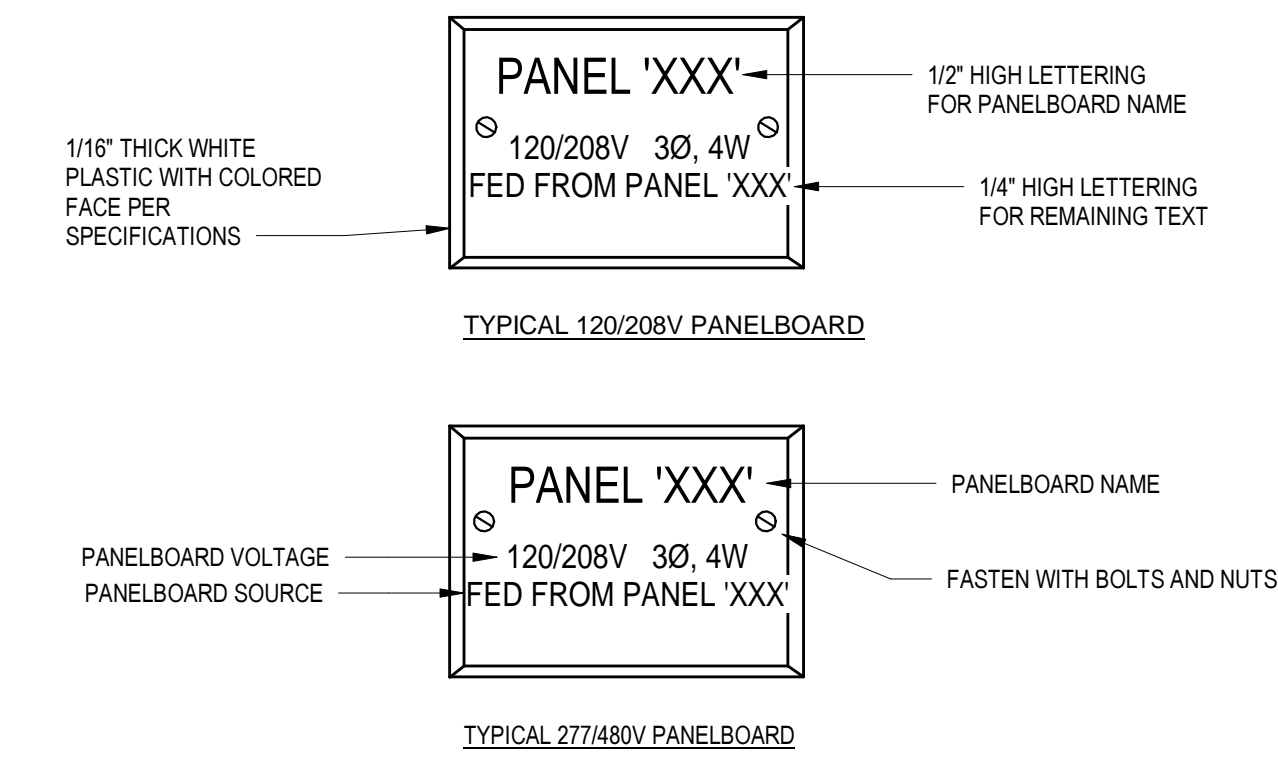 PANEL 'XXX'
120/208V 3Ø, 4W
FED FROM PANEL 'XXX'
1/2" HIGH LETTERING
FOR PANELBOARD NAME
1/16" THICK WHITE
PLASTIC WITH COLORED
FACE PER
SPECIFICATIONS
1/4" HIGH LETTERING
FOR REMAINING TEXT
TYPICAL 120/208V PANELBOARD
PANEL 'XXX'
120/208V 3Ø, 4W
FED FROM PANEL 'XXX'
PANELBOARD NAME
PANELBOARD VOLTAGE
PANELBOARD SOURCE
FASTEN WITH BOLTS AND NUTS
TYPICAL 277/480V PANELBOARD